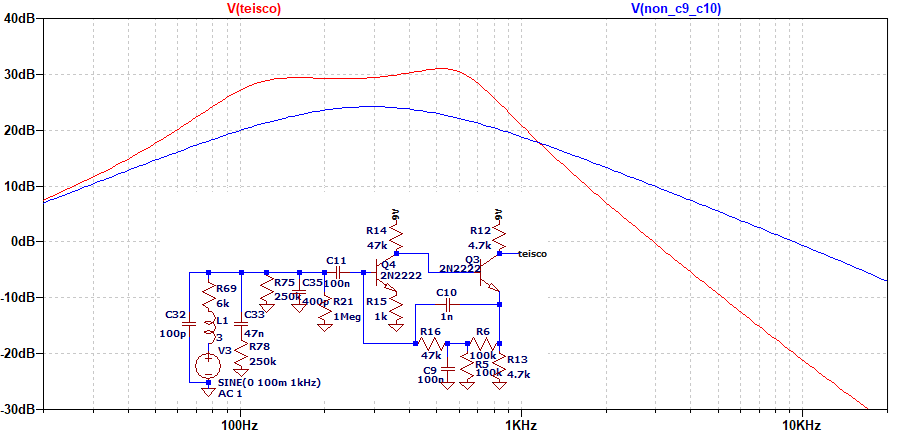 V(teisco) V(non_c9_c10)
40dB
30dB
20dB
10dB
0dB
-10dB
-20dB
-30dB
100Hz 1KHz 10KHz
9V 9V
R14 R12
47k 4.7k
teisco
C11 Q4 Q3
100n 2N2222 2N2222
R69 R75 C35
6k 250k 400p R21 R15 C10
1Meg 1k 1n
C32 L1 C33
100p 3 47n
R16 R6
47k 100k
V3 R78 C9 R5 R13
250k 100n 100k 4.7k
SINE(0 100m 1kHz)
AC 1